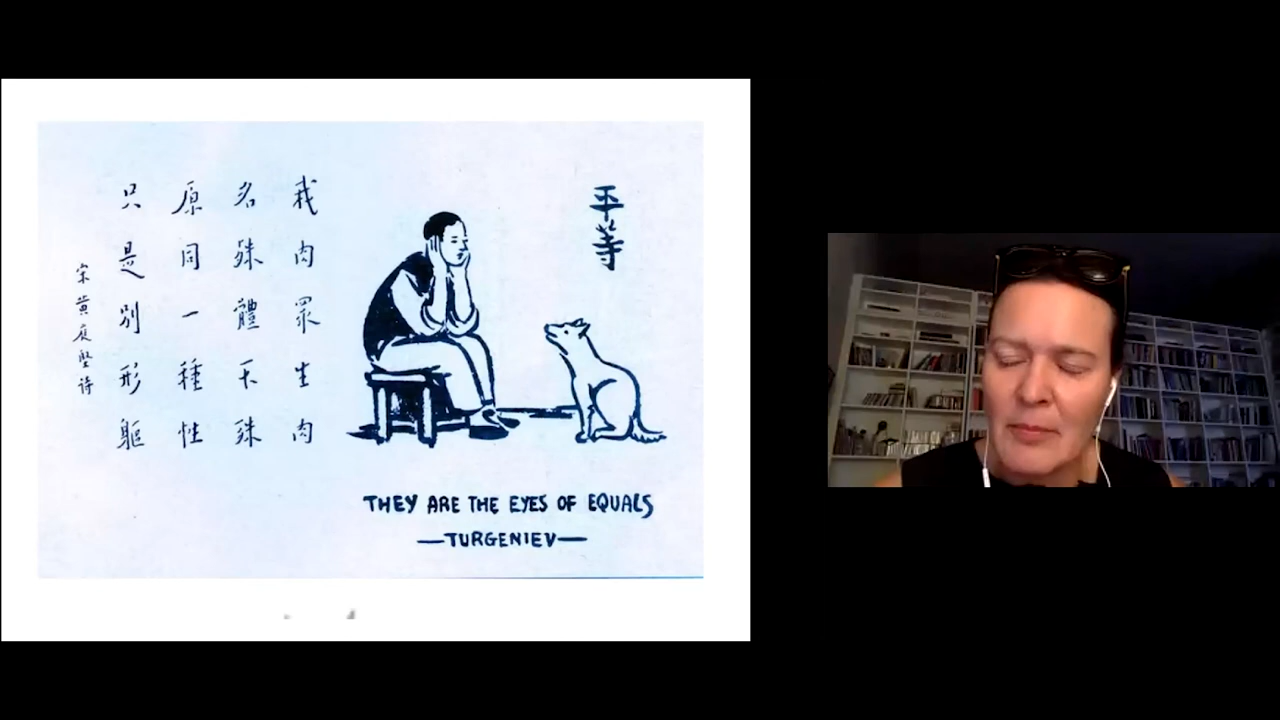 平等
我肉眾生肉
名殊體不殊
原同一種性
只是別形軀
宋黄庭坚诗
THEY ARE THE EYES OF EQUALS
—TURGENIEV—